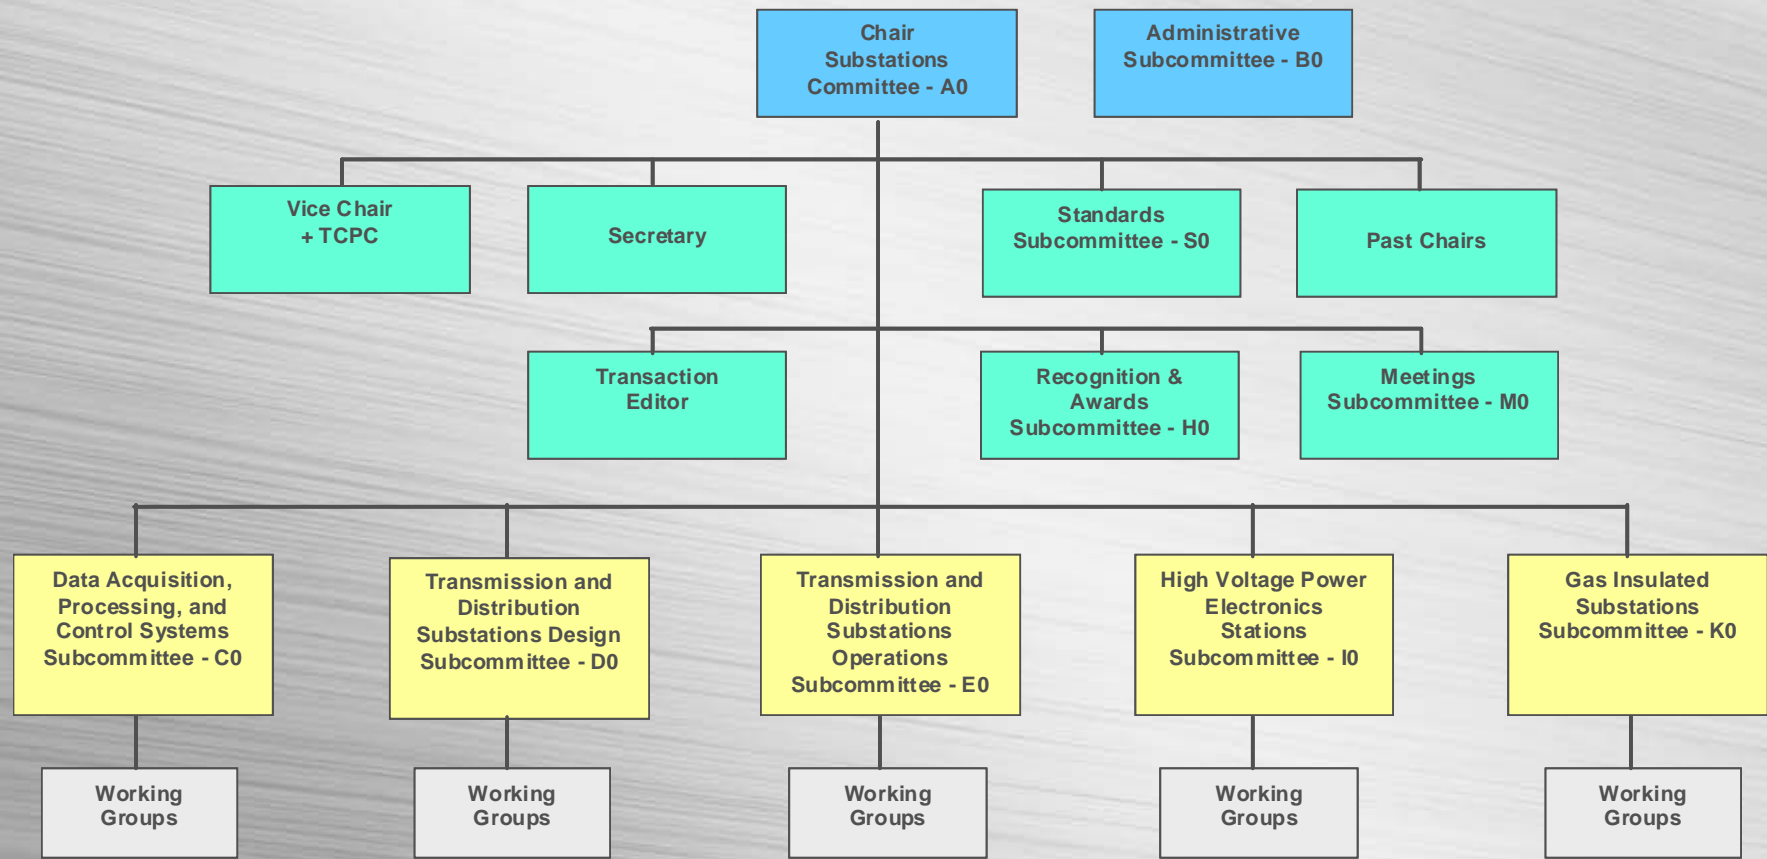 Chair
Substations
Committee - A0
Administrative
Subcommittee - B0
Vice Chair
+ TCPC
Secretary
Standards
Subcommittee - S0
Past Chairs
Transaction
Editor
Recognition &
Awards
Subcommittee - H0
Meetings
Subcommittee - M0
Data Acquisition,
Processing, and
Control Systems
Subcommittee - C0
Transmission and
Distribution
Substations Design
Subcommittee - D0
Transmission and
Distribution
Substations
Operations
Subcommittee - E0
High Voltage Power
Electronics
Stations
Subcommittee - I0
Gas Insulated
Substations
Subcommittee - K0
Working
Groups
Working
Groups
Working
Groups
Working
Groups
Working
Groups